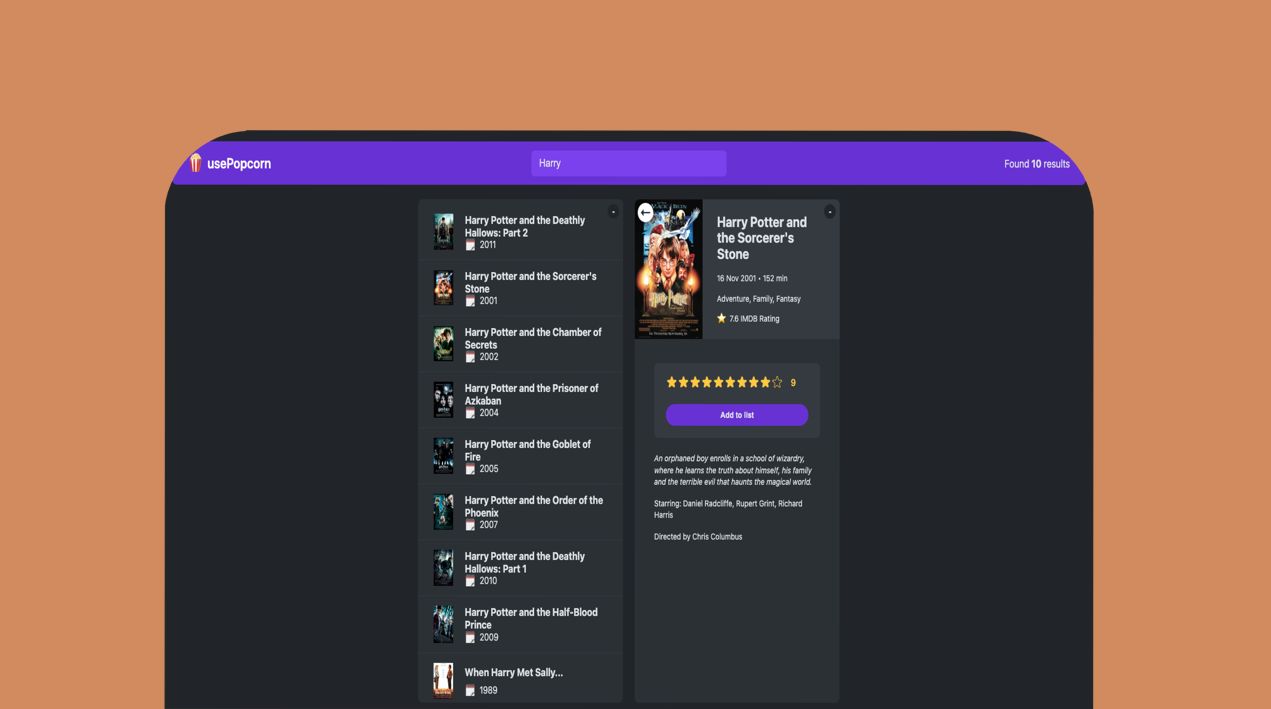 usePopcorn
Harry
Found 10 results
Harry Potter and the Deathly
Hallows: Part 2
2011
Harry Potter and the Sorcerer's
Stone
2001
Harry Potter and the Chamber of
Secrets
2002
Harry Potter and the Prisoner of
Azkaban
2004
Harry Potter and the Goblet of
Fire
2005
Harry Potter and the Order of the
Phoenix
2007
Harry Potter and the Deathly
Hallows: Part 1
2010
Harry Potter and the Half-Blood
Prince
2009
When Harry Met Sally...
1989
Harry Potter
Harry Potter and
the Sorcerer's
Stone
16 Nov 2001 • 152 min
Adventure, Family, Fantasy
7.6 IMDB Rating
9
Add to list
An orphaned boy enrolls in a school of wizardry,
where he learns the truth about himself, his family
and the terrible evil that haunts the magical world.
Starring: Daniel Radcliffe, Rupert Grint, Richard
Harris
Directed by Chris Columbus